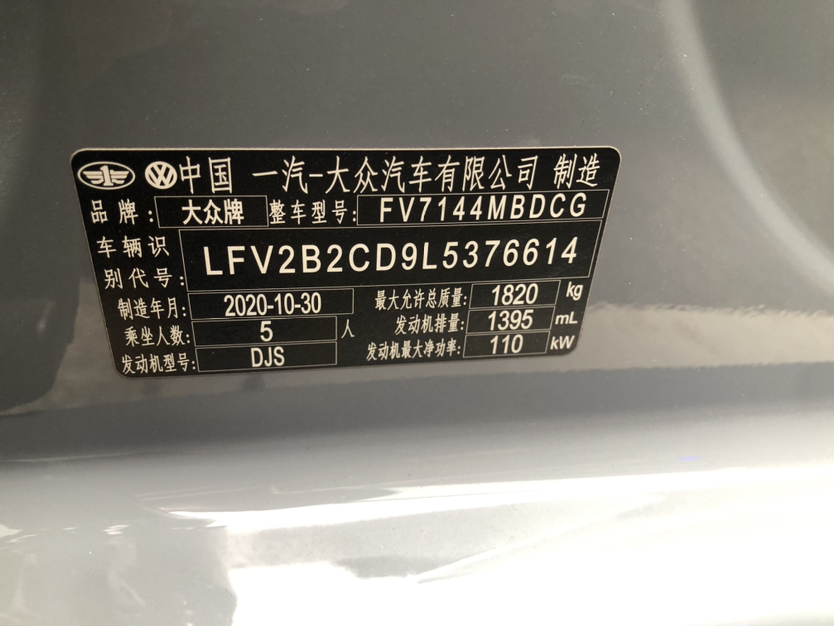 中国 一汽-大众汽车有限公司 制造
品牌: 大众牌 整车型号: FV7144MBDCG
车辆识别代号: LFV2B2CD9L5376614
制造年月: 2020-10-30 最大允许总质量: 1820 kg
乘坐人数: 5 人 发动机排量: 1395 mL
发动机型号: DJS 发动机最大净功率: 110 kW